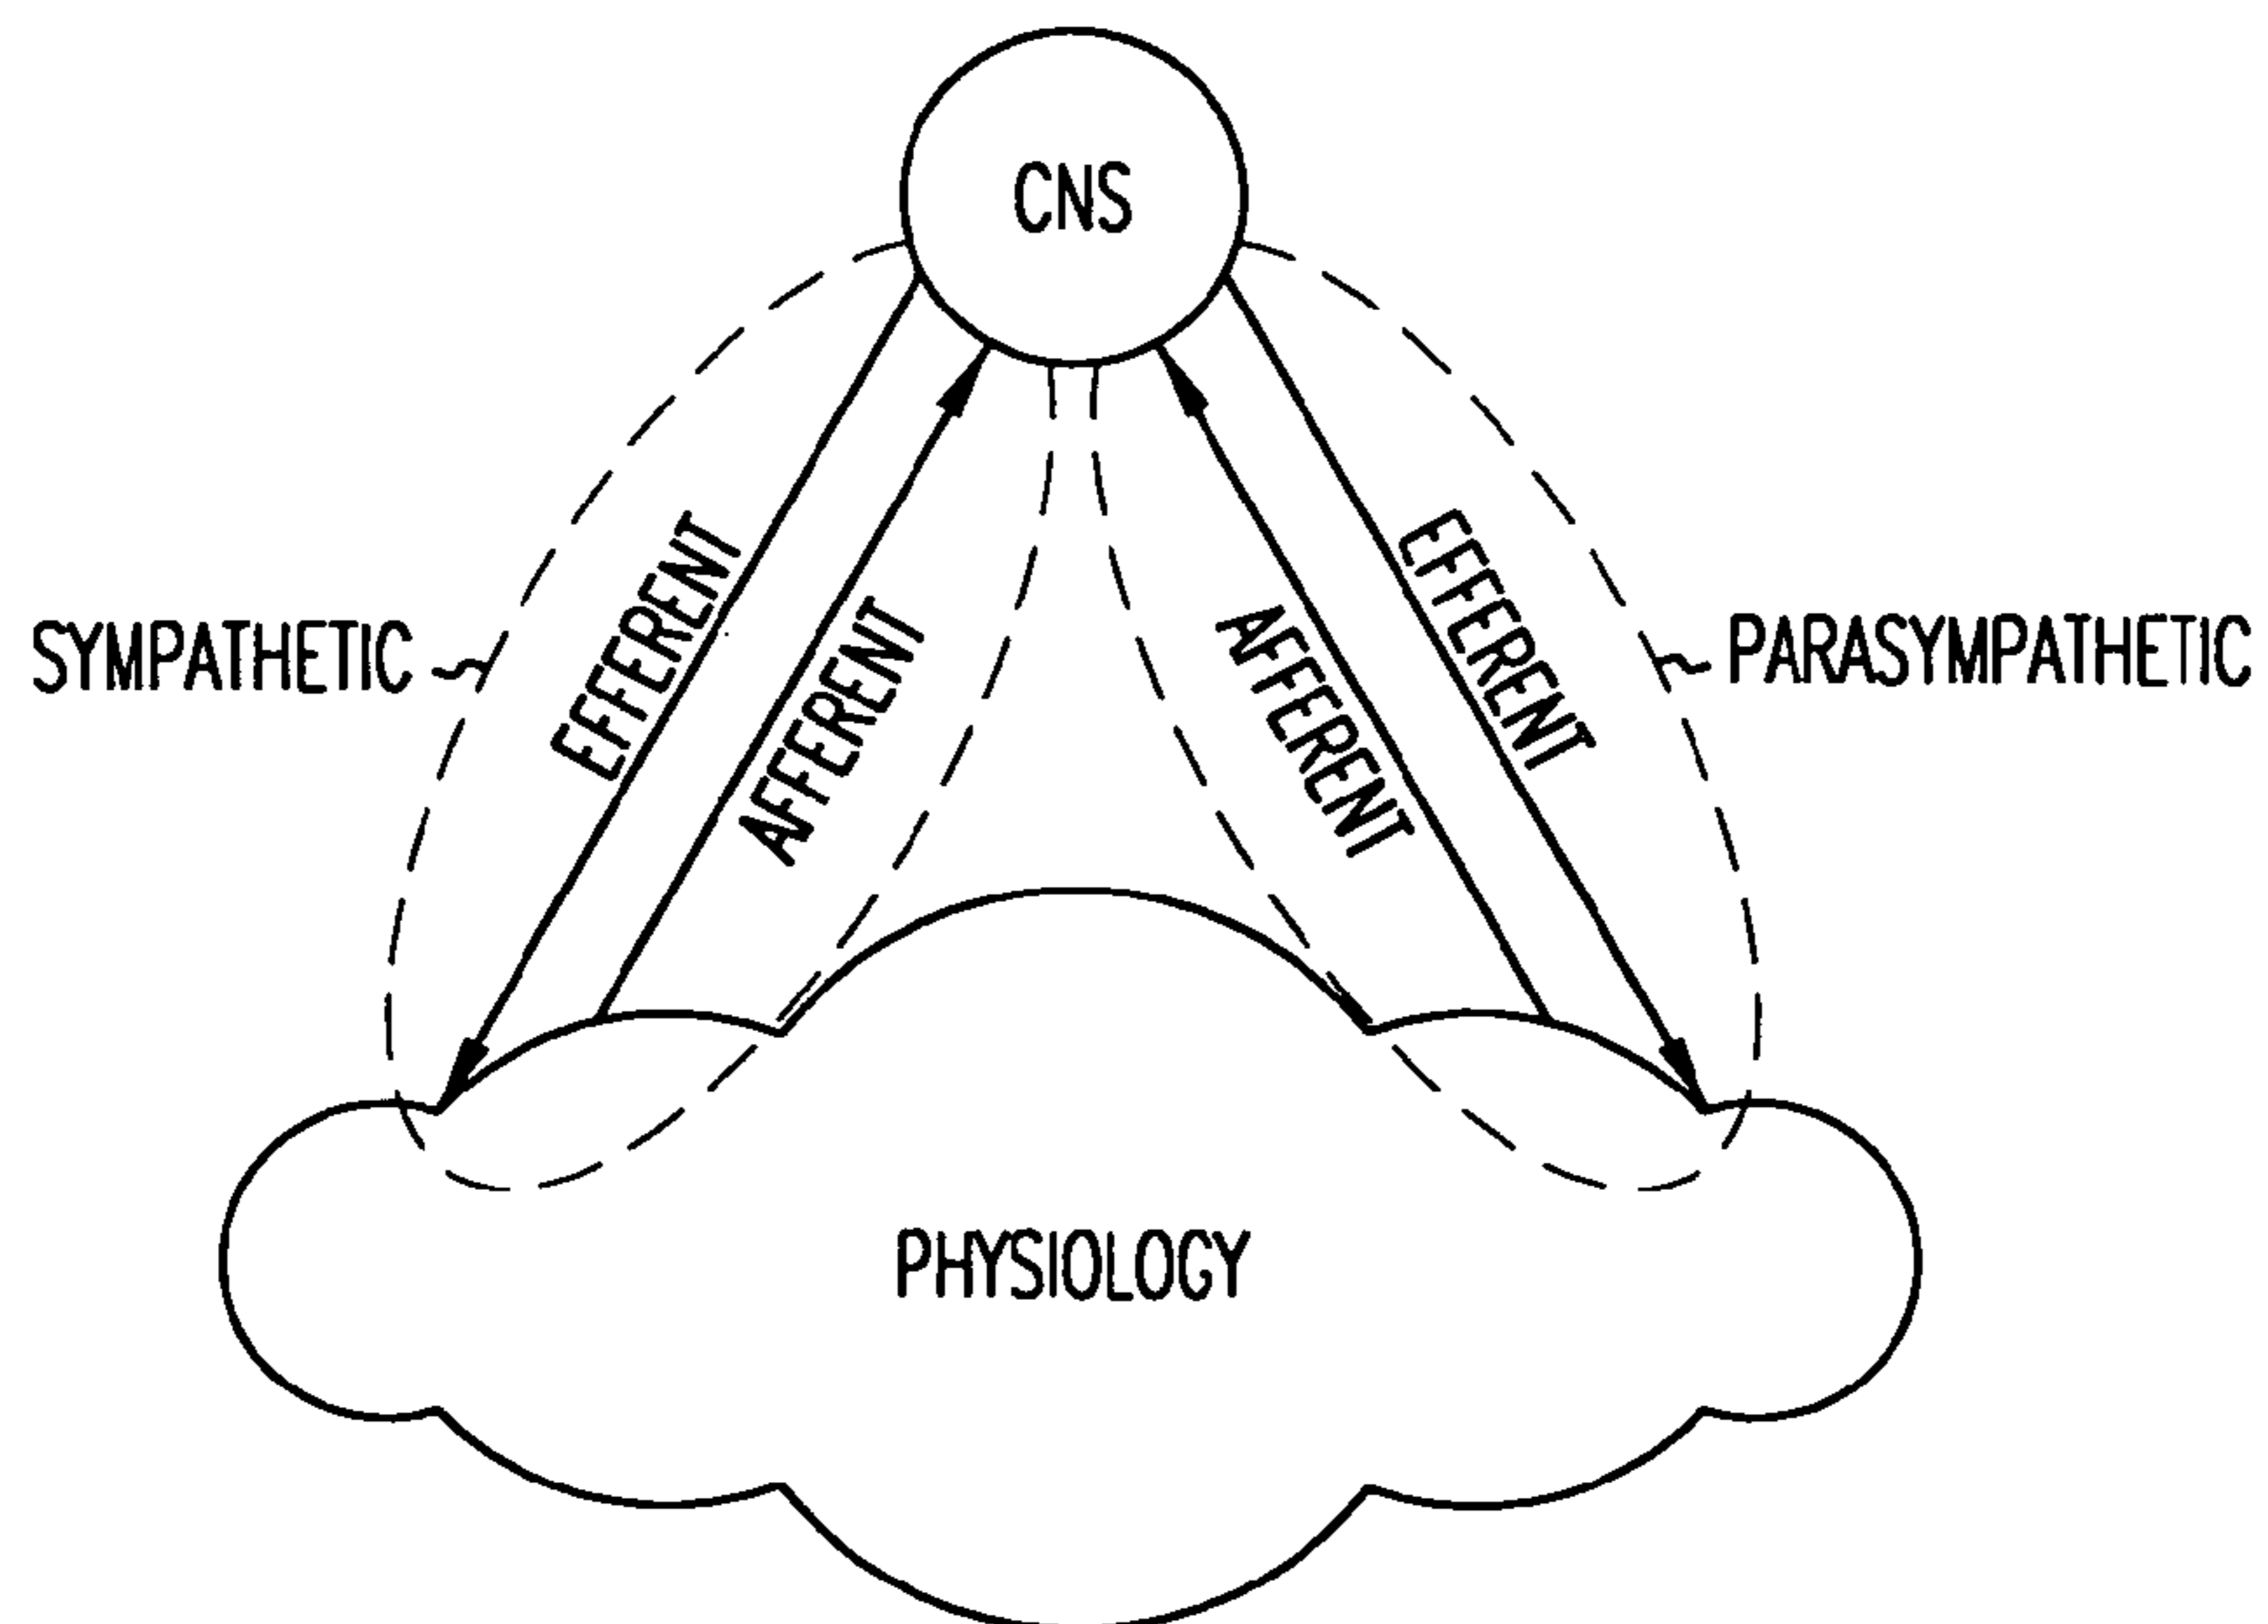 CNS
SYMPATHETIC
EFFERENT
AFFERENT
AFFERENT
EFFERENT
PARASYMPATHETIC
PHYSIOLOGY